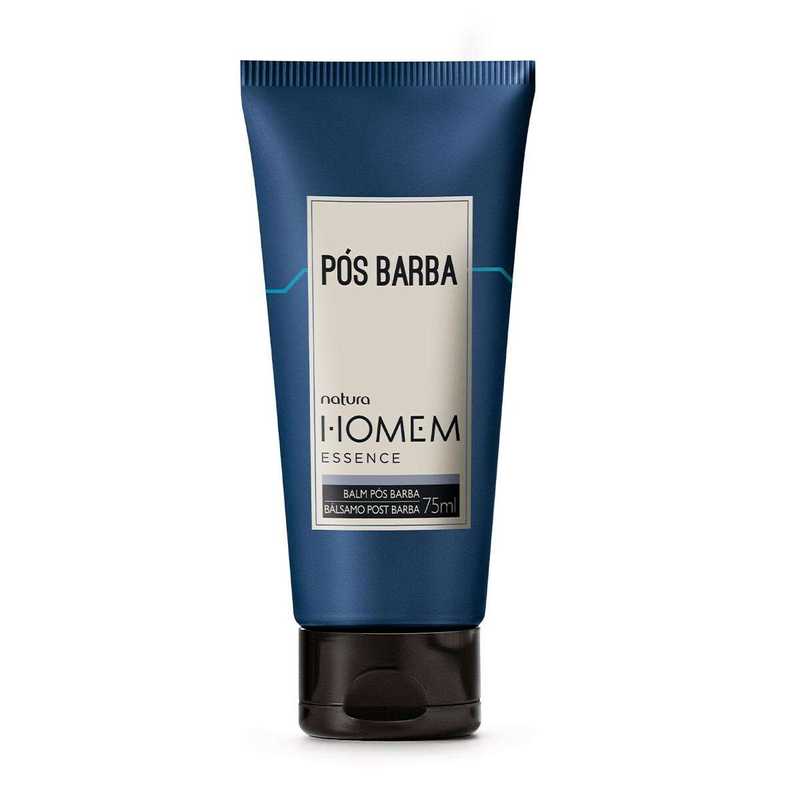 PÓS BARBA
natura
HOMEM
ESSENCE
BALM PÓS BARBA
BÁLSAMO POST BARBA 75ml